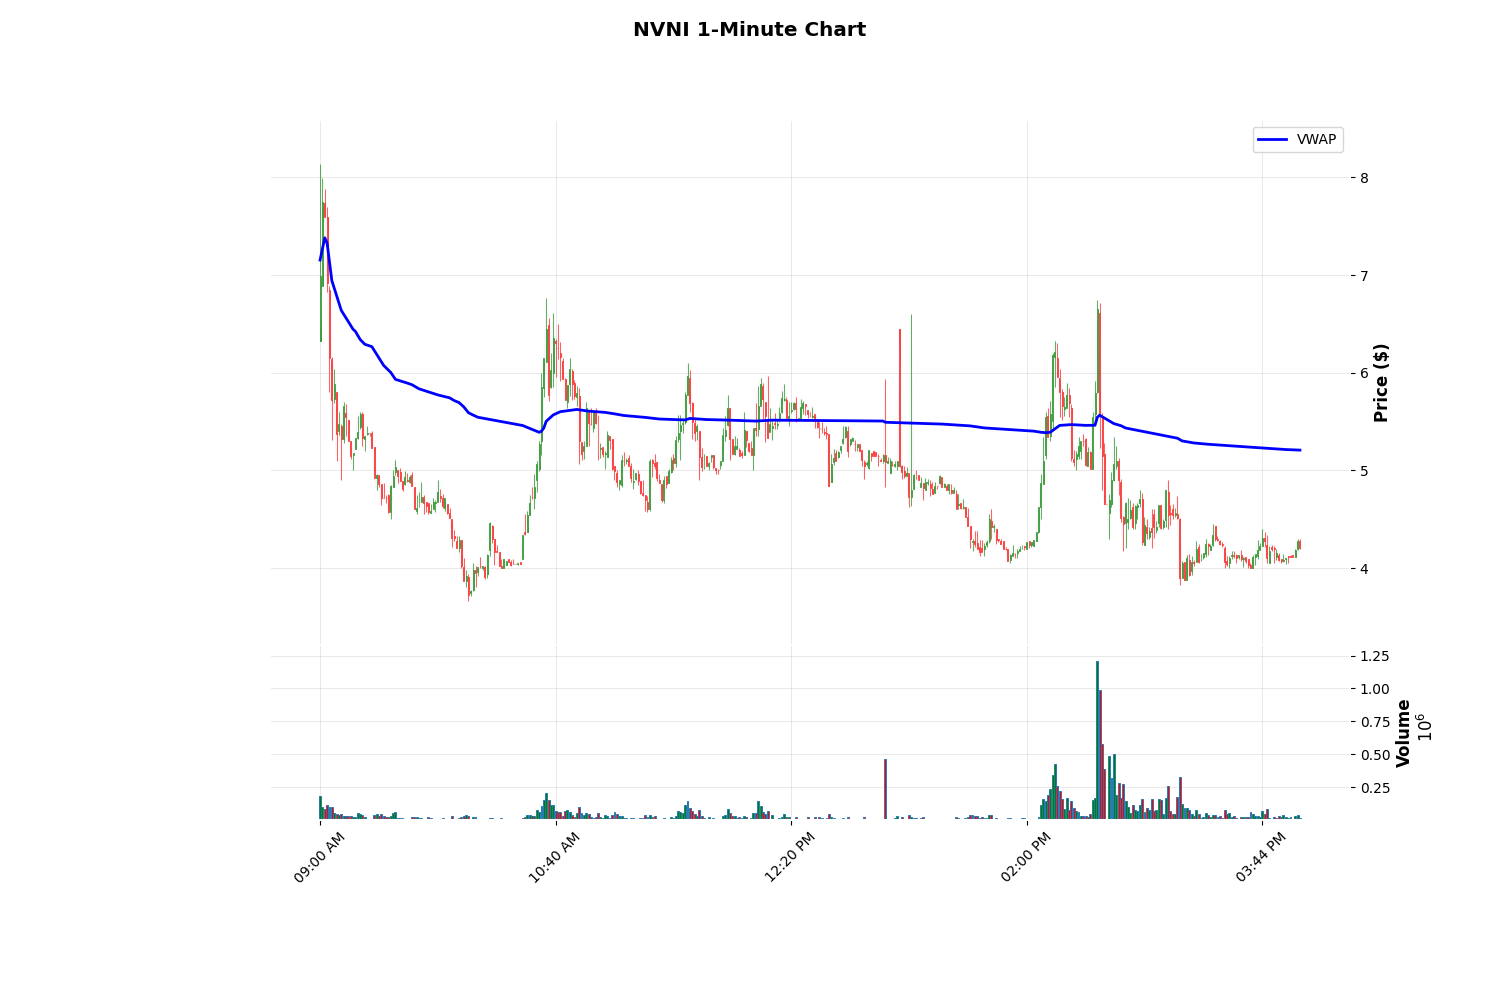 NVNI 1-Minute Chart
VWAP
8
7
6
5
4
Price ($)
1.25
1.00
0.75
0.50
0.25
Volume
10^6
09:00 AM
10:40 AM
12:20 PM
02:00 PM
03:44 PM